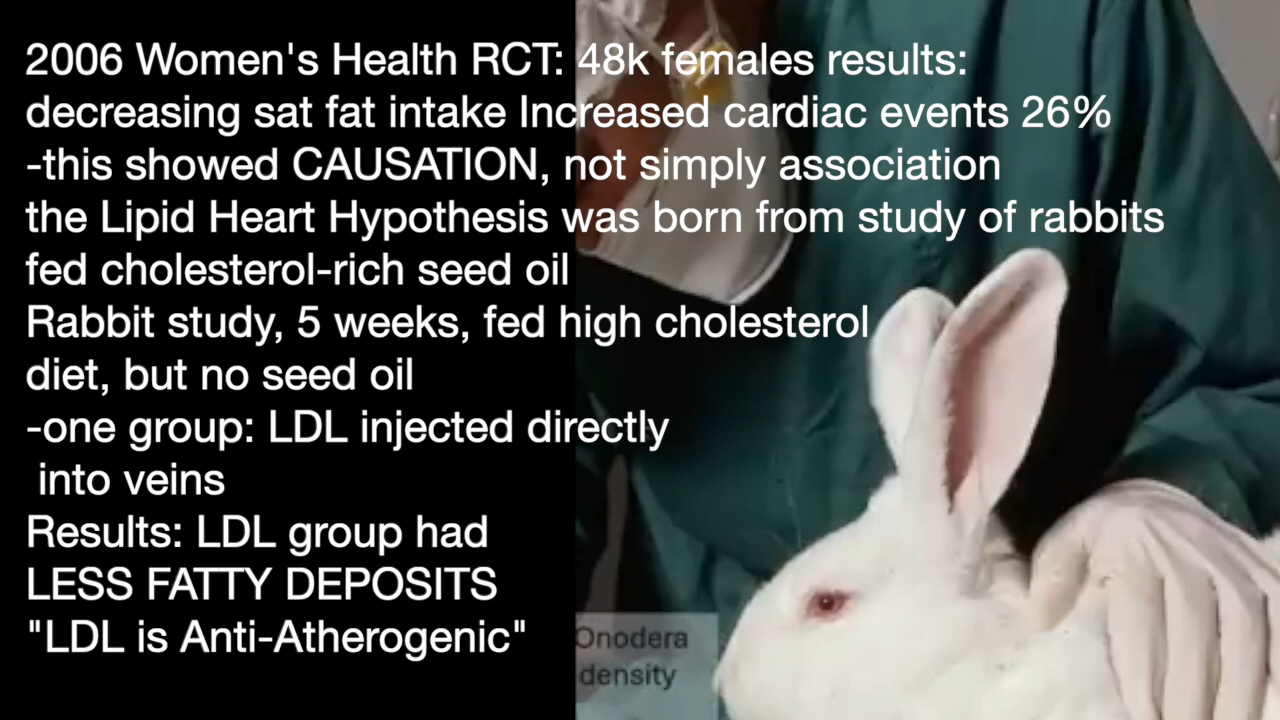 2006 Women's Health RCT: 48k females results:
decreasing sat fat intake Increased cardiac events 26%
-this showed CAUSATION, not simply association
the Lipid Heart Hypothesis was born from study of rabbits
fed cholesterol-rich seed oil
Rabbit study, 5 weeks, fed high cholesterol
diet, but no seed oil
-one group: LDL injected directly
into veins
Results: LDL group had
LESS FATTY DEPOSITS
"LDL is Anti-Atherogenic"
Onodera
density